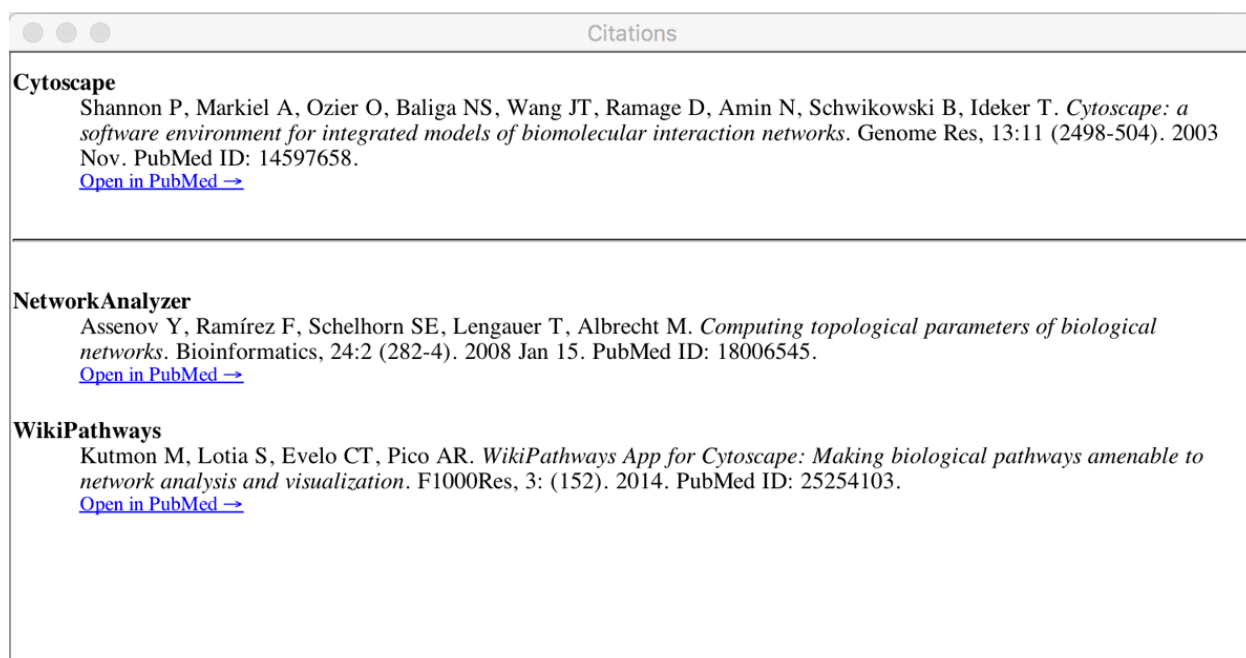 Citations
Cytoscape
Shannon P, Markiel A, Ozier O, Baliga NS, Wang JT, Ramage D, Amin N, Schwikowski B, Ideker T. Cytoscape: a
software environment for integrated models of biomolecular interaction networks. Genome Res, 13:11 (2498-504). 2003
Nov. PubMed ID: 14597658.
Open in PubMed →
NetworkAnalyzer
Assenov Y, Ramírez F, Schelhorn SE, Lengauer T, Albrecht M. Computing topological parameters of biological
networks. Bioinformatics, 24:2 (282-4). 2008 Jan 15. PubMed ID: 18006545.
Open in PubMed →
WikiPathways
Kutmon M, Lotia S, Evelo CT, Pico AR. WikiPathways App for Cytoscape: Making biological pathways amenable to
network analysis and visualization. F1000Res, 3: (152). 2014. PubMed ID: 25254103.
Open in PubMed →